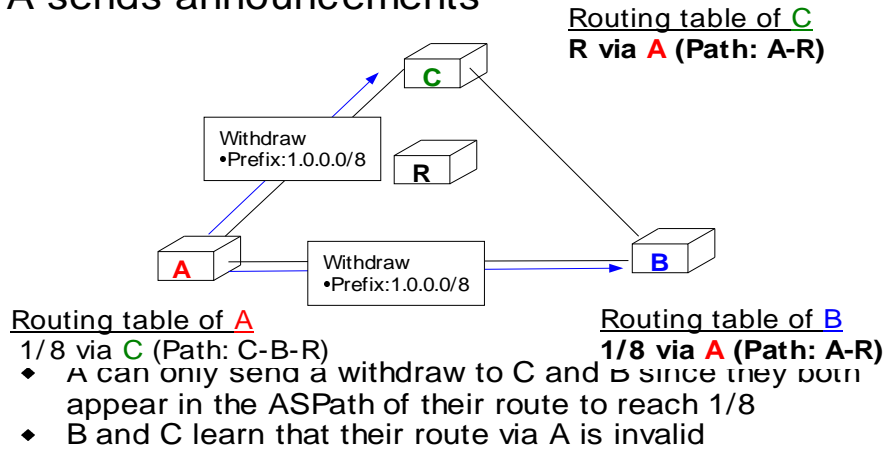 A sends announcements
Routing table of C
R via A (Path: A-R)
C
Withdraw
•Prefix:1.0.0.0/8
R
A
Withdraw
•Prefix:1.0.0.0/8
B
Routing table of A
1/8 via C (Path: C-B-R)
Routing table of B
1/8 via A (Path: A-R)
◆ A can only send a withdraw to C and B since they both
appear in the ASPath of their route to reach 1/8
◆ B and C learn that their route via A is invalid